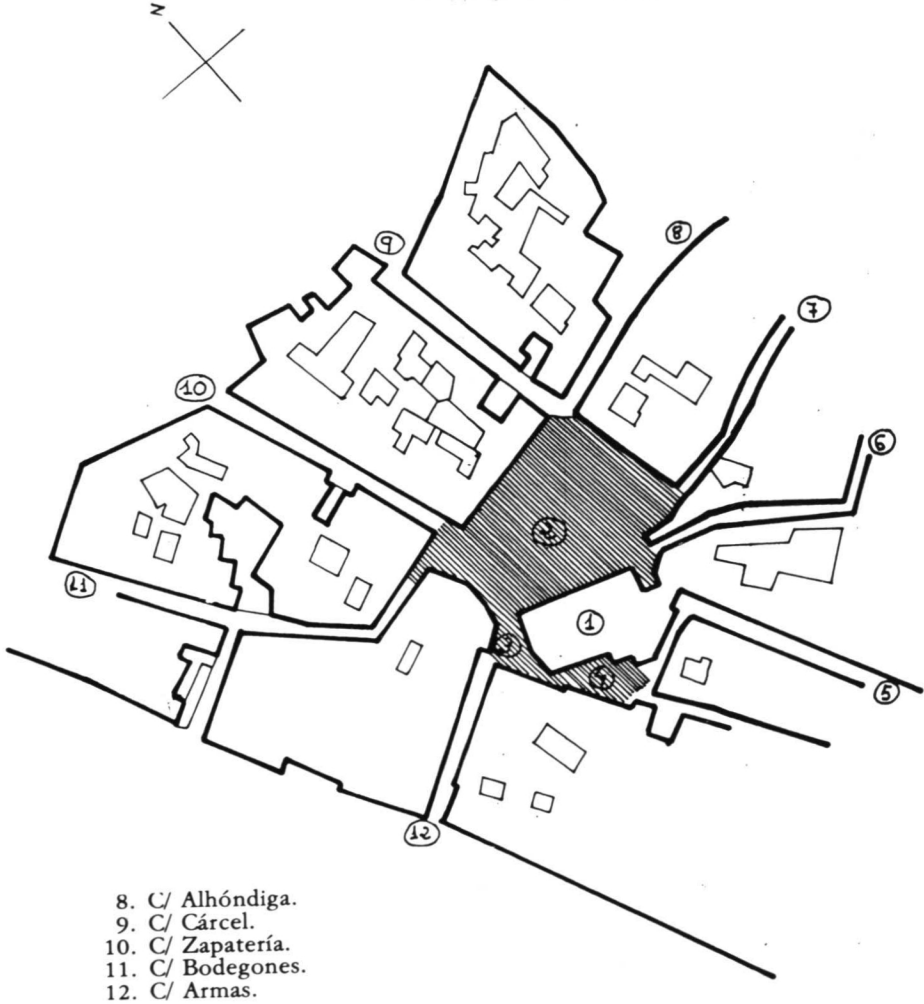 N
9
8
7
10
6
2
11
1
3
4
5
12
8. C/ Alhóndiga.
9. C/ Cárcel.
10. C/ Zapatería.
11. C/ Bodegones.
12. C/ Armas.